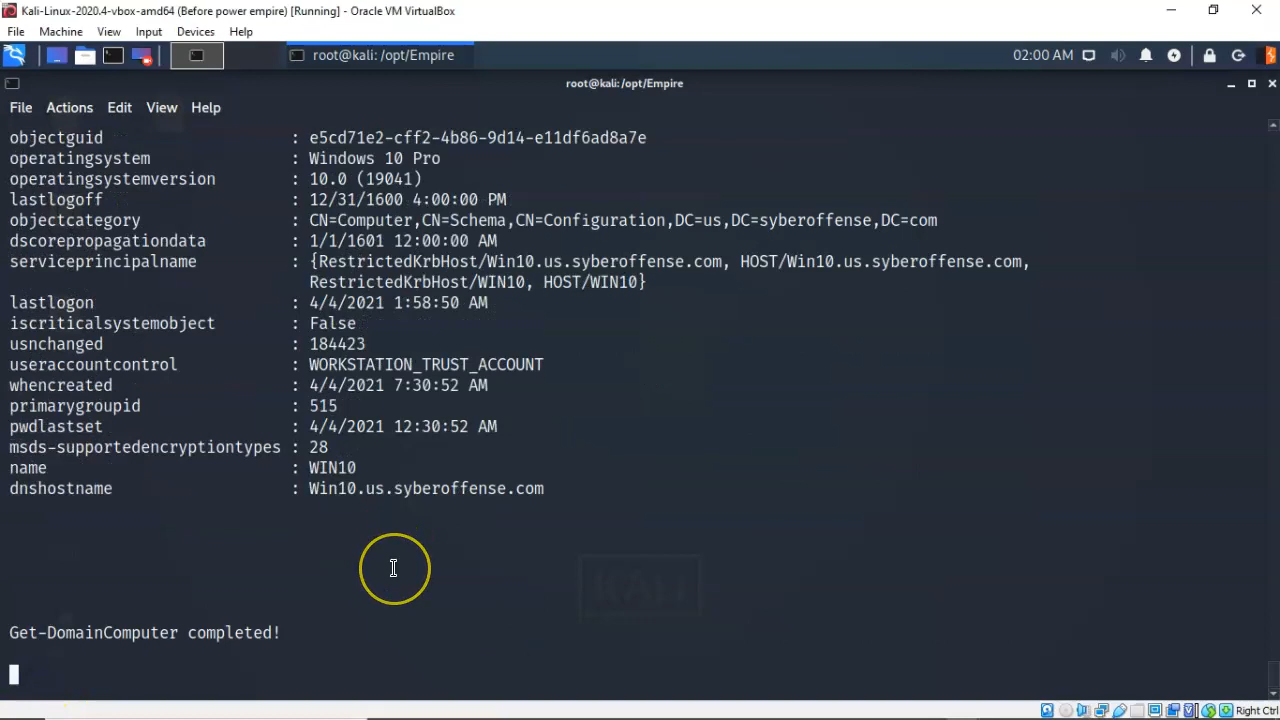 Kali-Linux-2020.4-vbox-amd64 (Before power empire) [Running] - Oracle VM VirtualBox
File Machine View Input Devices Help
root@kali: /opt/Empire 02:00 AM
root@kali: /opt/Empire
File Actions Edit View Help
objectguid : e5cd71e2-cff2-4b86-9d14-e11df6ad8a7e
operatingsystem : Windows 10 Pro
operatingsystemversion : 10.0 (19041)
lastlogoff : 12/31/1600 4:00:00 PM
objectcategory : CN=Computer,CN=Schema,CN=Configuration,DC=us,DC=syberoffense,DC=com
dscorepropagationdata : 1/1/1601 12:00:00 AM
serviceprincipalname : {RestrictedKrbHost/Win10.us.syberoffense.com, HOST/Win10.us.syberoffense.com,
RestrictedKrbHost/WIN10, HOST/WIN10}
lastlogon : 4/4/2021 1:58:50 AM
iscriticalsystemobject : False
usnchanged : 184423
useraccountcontrol : WORKSTATION_TRUST_ACCOUNT
whencreated : 4/4/2021 7:30:52 AM
primarygroupid : 515
pwdlastset : 4/4/2021 12:30:52 AM
msds-supportedencryptiontypes : 28
name : WIN10
dnshostname : Win10.us.syberoffense.com
KALI
Get-DomainComputer completed!
Right Ctrl